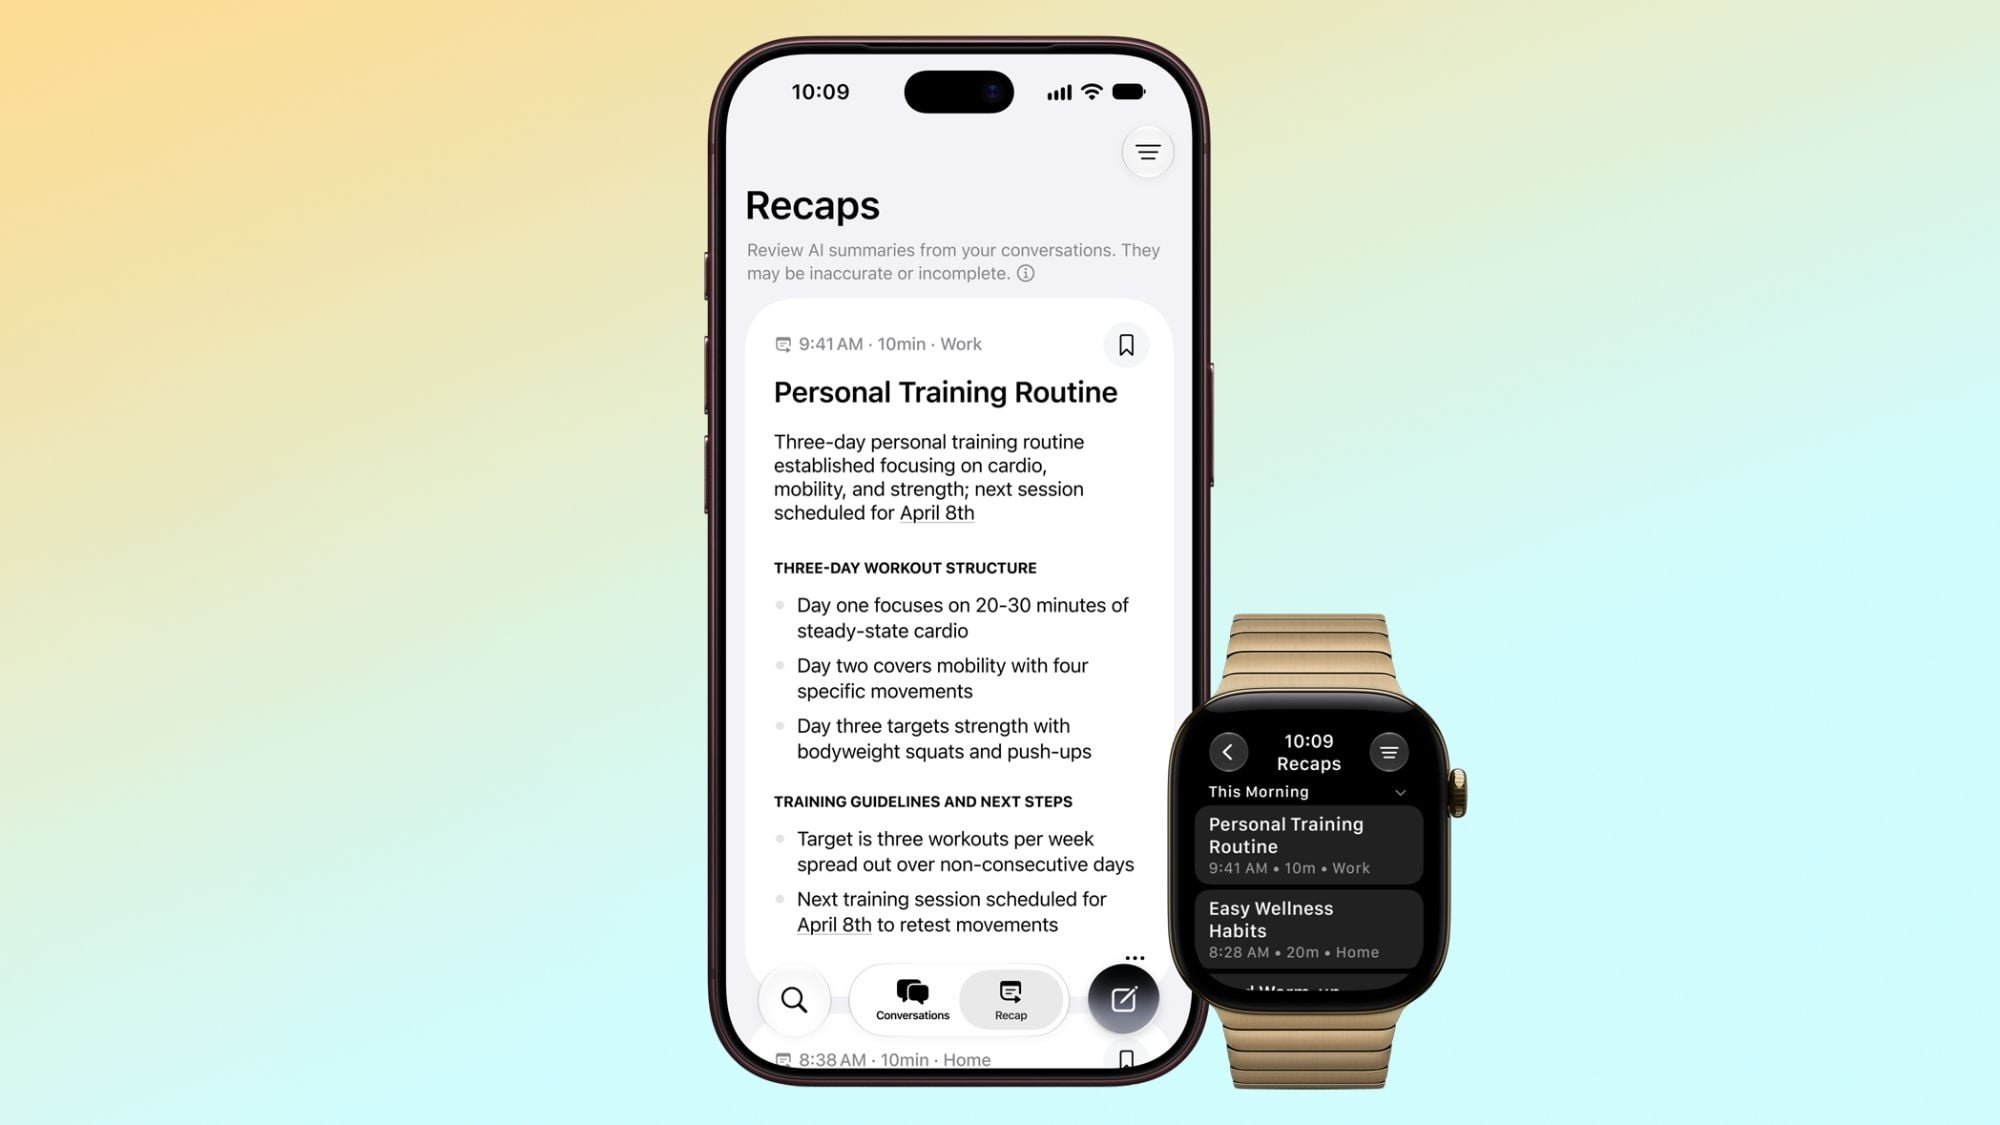 10:09
Recaps
Review AI summaries from your conversations. They
may be inaccurate or incomplete.
9:41 AM · 10min · Work
Personal Training Routine
Three-day personal training routine
established focusing on cardio,
mobility, and strength; next session
scheduled for April 8th
THREE-DAY WORKOUT STRUCTURE
Day one focuses on 20-30 minutes of
steady-state cardio
Day two covers mobility with four
specific movements
Day three targets strength with
bodyweight squats and push-ups
TRAINING GUIDELINES AND NEXT STEPS
Target is three workouts per week
spread out over non-consecutive days
Next training session scheduled for
April 8th to retest movements
Conversations
Recap
8:38 AM · 10min · Home
10:09
Recaps
This Morning
Personal Training
Routine
9:41 AM • 10m • Work
Easy Wellness
Habits
8:28 AM • 20m • Home